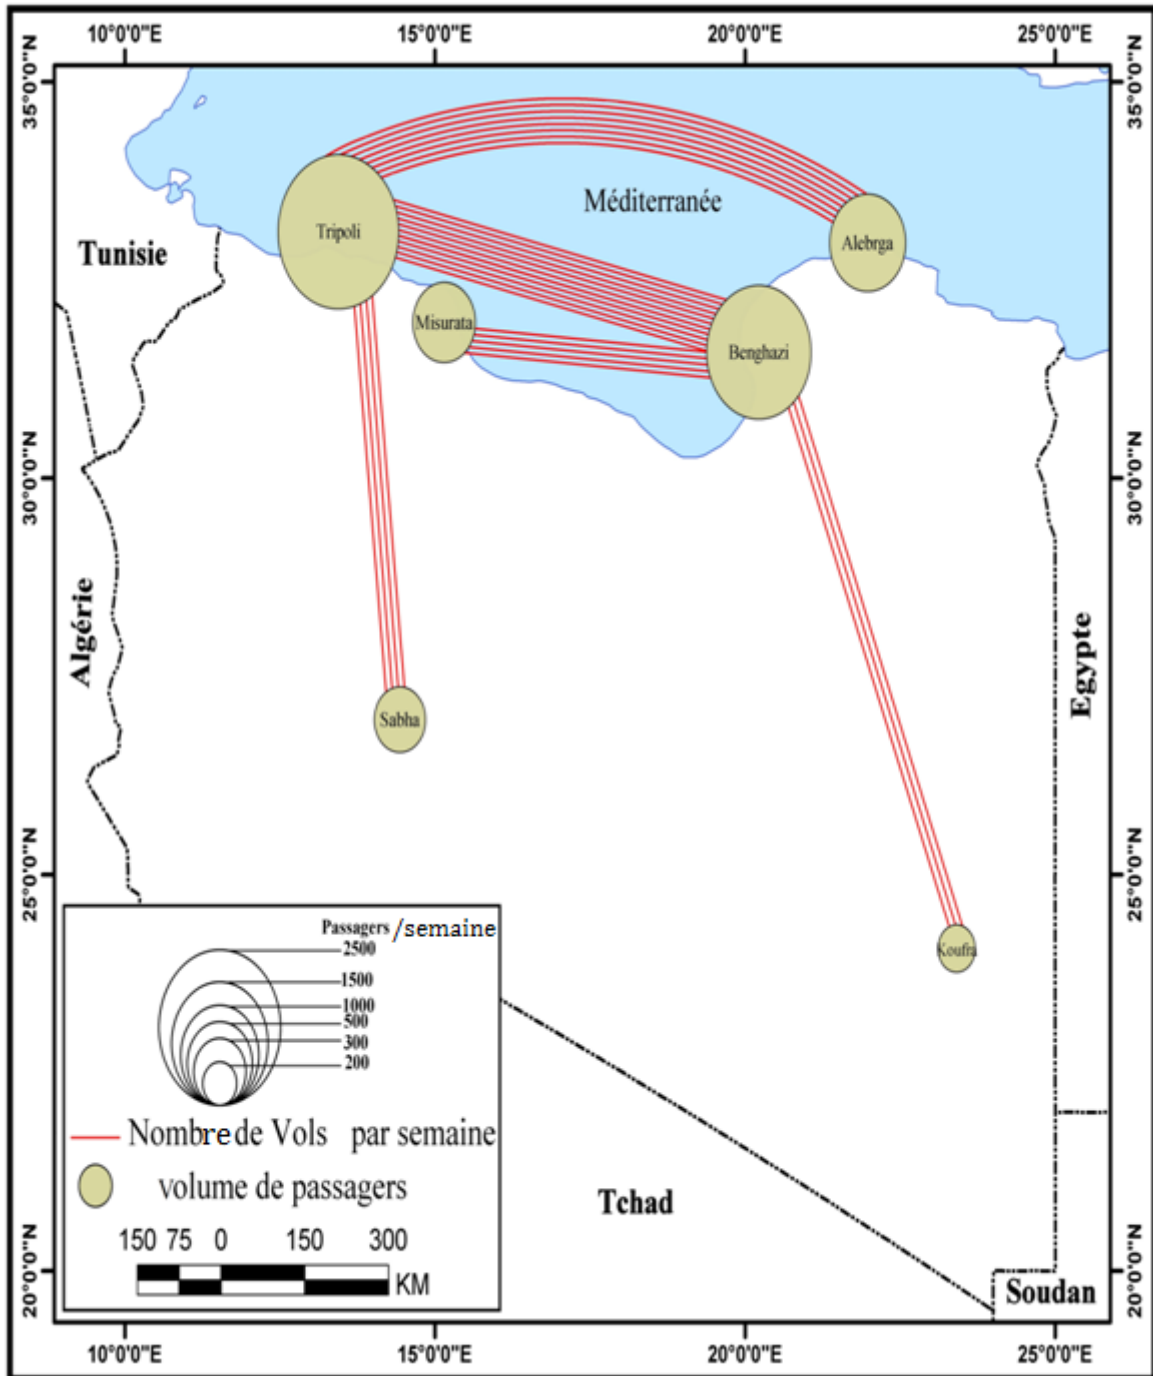 10°0'0"E 15°0'0"E 20°0'0"E 25°0'0"E
35°0'0"N 35°0'0"N
Méditerranée
Tripoli
Alebrga
Tunisie
Misurata
Benghazi
30°0'0"N 30°0'0"N
Algérie
Egypte
Sabha
25°0'0"N 25°0'0"N
Koufra
Passagers /semaine
2500
1500
1000
500
300
200
Nombre de Vols par semaine
volume de passagers
150 75 0 150 300
KM
Tchad
Soudan
20°0'0"N 20°0'0"N
10°0'0"E 15°0'0"E 20°0'0"E 25°0'0"E